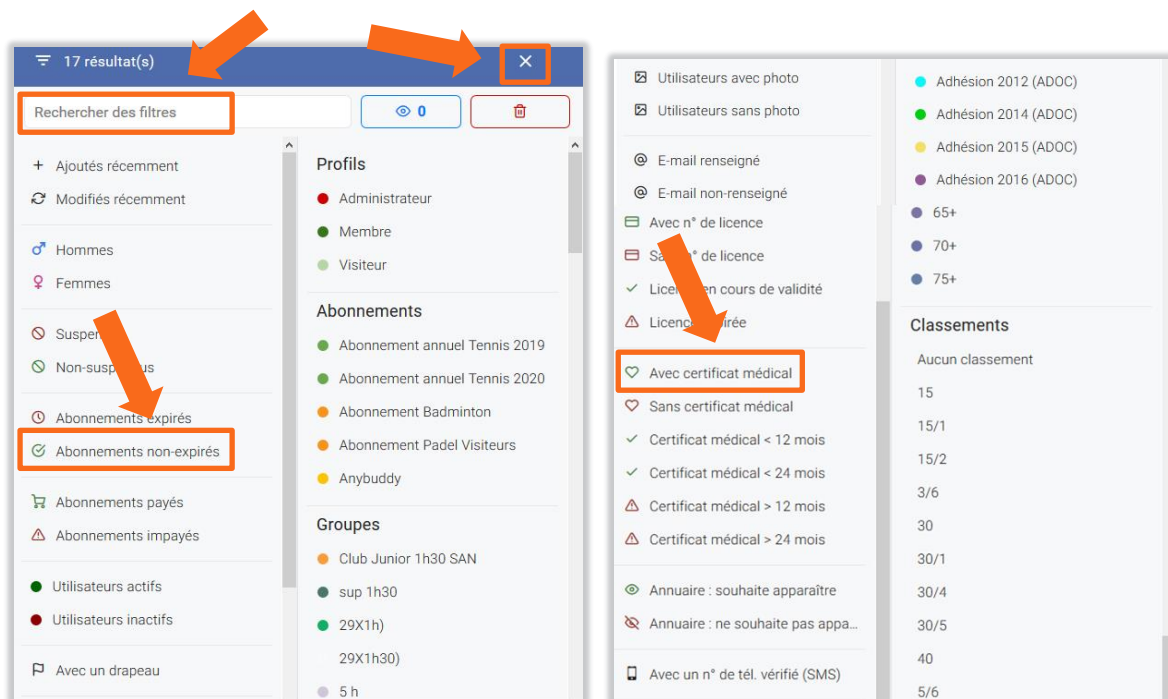 17 résultat(s)
Rechercher des filtres
0
Ajoutés récemment
Modifiés récemment
Hommes
Femmes
Non-suspendus
Abonnements expirés
Abonnements non-expirés
Abonnements payés
Abonnements impayés
Utilisateurs actifs
Utilisateurs inactifs
Avec un drapeau
Profils
Administrateur
Membre
Visiteur
Abonnements
Abonnement annuel Tennis 2019
Abonnement annuel Tennis 2020
Abonnement Badminton
Abonnement Padel Visiteurs
Anybuddy
Groupes
Club Junior 1h30 SAN
sup 1h30
29X1h)
29X1h30)
5 h
Utilisateurs avec photo
Utilisateurs sans photo
E-mail renseigné
E-mail non-renseigné
Avec n° de licence
Sans n° de licence
Licence en cours de validité
Licence expirée
Avec certificat médical
Sans certificat médical
Certificat médical < 12 mois
Certificat médical < 24 mois
Certificat médical > 12 mois
Certificat médical > 24 mois
Annuaire : souhaite apparaître
Annuaire : ne souhaite pas appa...
Avec un n° de tél. vérifié (SMS)
Adhésion 2012 (ADOC)
Adhésion 2014 (ADOC)
Adhésion 2015 (ADOC)
Adhésion 2016 (ADOC)
65+
70+
75+
Classements
Aucun classement
15
15/1
15/2
3/6
30
30/1
30/4
30/5
40
5/6